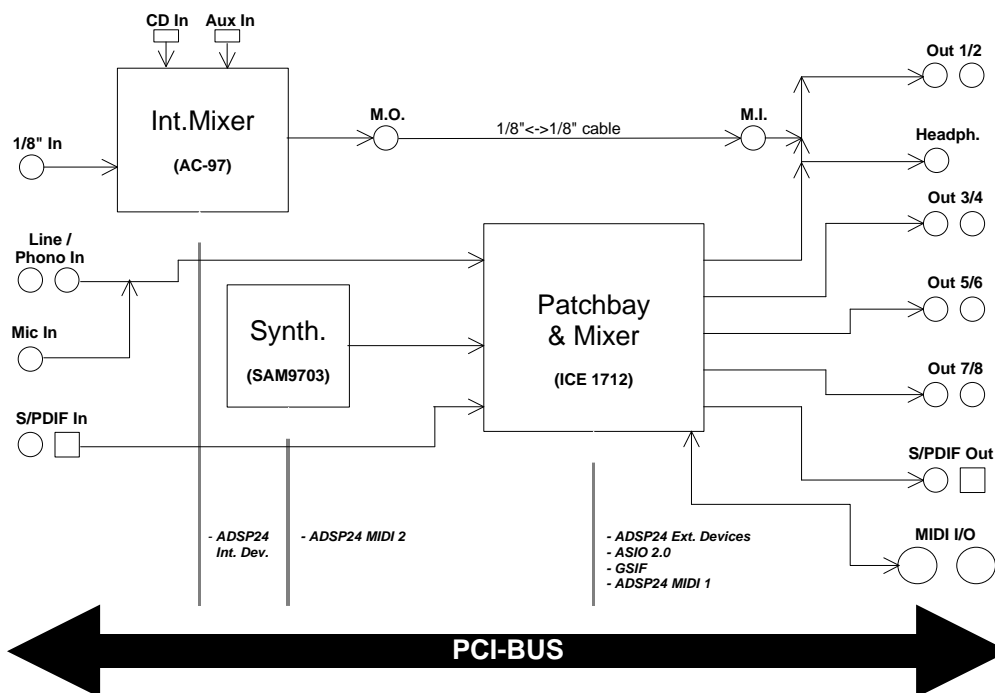 CD In
Aux In
Out 1/2
Int.Mixer
(AC-97)
M.O.
1/8"<->1/8" cable
M.I.
1/8" In
Headph.
Out 3/4
Line /
Phono In
Patchbay
& Mixer
(ICE 1712)
Out 5/6
Synth.
(SAM9703)
Mic In
Out 7/8
S/PDIF In
S/PDIF Out
- ADSP24
Int. Dev.
- ADSP24 MIDI 2
- ADSP24 Ext. Devices
- ASIO 2.0
- GSIF
- ADSP24 MIDI 1
MIDI I/O
PCI-BUS